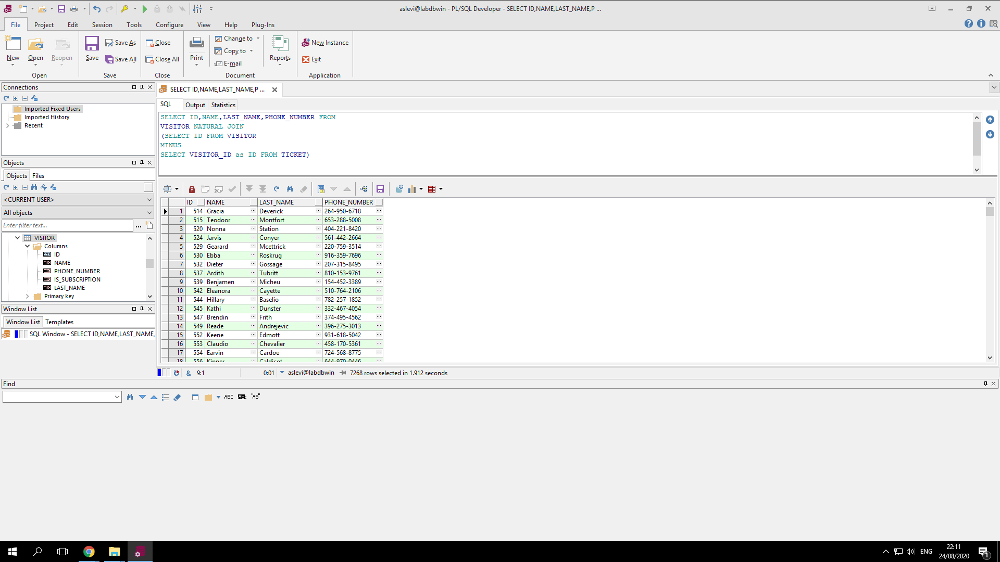 aslevi@labdbwin - PL/SQL Developer - SELECT ID,NAME,LAST_NAME,P ...
File Project Edit Session Tools Configure View Help Plug-Ins
New Open Reopen Save Save As Save All Close Close All Print Change to Copy to E-mail Reports New Instance Exit
Open Save Close Document Application
Connections
Imported Fixed Users
Imported History
Recent
Objects
Objects Files
<CURRENT USER>
All objects
Enter filter text...
VISITOR
Columns
ID
NAME
PHONE_NUMBER
IS_SUBSCRIPTION
LAST_NAME
Primary key
Window List
Window List Templates
SQL Window - SELECT ID,NAME,LAST_NAME,
SELECT ID,NAME,LAST_NAME,P ...
SQL Output Statistics
SELECT ID,NAME,LAST_NAME,PHONE_NUMBER FROM
VISITOR NATURAL JOIN
(SELECT ID FROM VISITOR
MINUS
SELECT VISITOR_ID as ID FROM TICKET)
ID NAME LAST_NAME PHONE_NUMBER
1 514 Gracia Deverick 264-950-6718
2 515 Teodoor Montfort 653-288-5008
3 520 Nonna Station 404-221-8420
4 524 Jarvis Conyer 561-442-2664
5 529 Gearard Mcettrick 220-759-3514
6 530 Ebba Roskrug 916-359-7696
7 532 Dieter Gossage 207-315-8495
8 537 Ardith Tubritt 810-153-9761
9 539 Benjamen Micheu 154-452-3389
10 542 Eleanora Cayette 510-764-2106
11 544 Hillary Baselio 782-257-1852
12 545 Kathi Dunster 332-467-4054
13 547 Brendin Frith 374-495-4562
14 549 Reade Andrejevic 396-275-3013
15 552 Keene Edmott 931-618-5042
16 553 Claudio Chevalier 458-170-5361
17 554 Earvin Cardoe 724-568-8775
18 556 Kinner Caldicot 644-970-0446
& 9:1 0:01 aslevi@labdbwin 7268 rows selected in 1.912 seconds
Find
ABC "AB"
ENG
22:11
24/08/2020
1